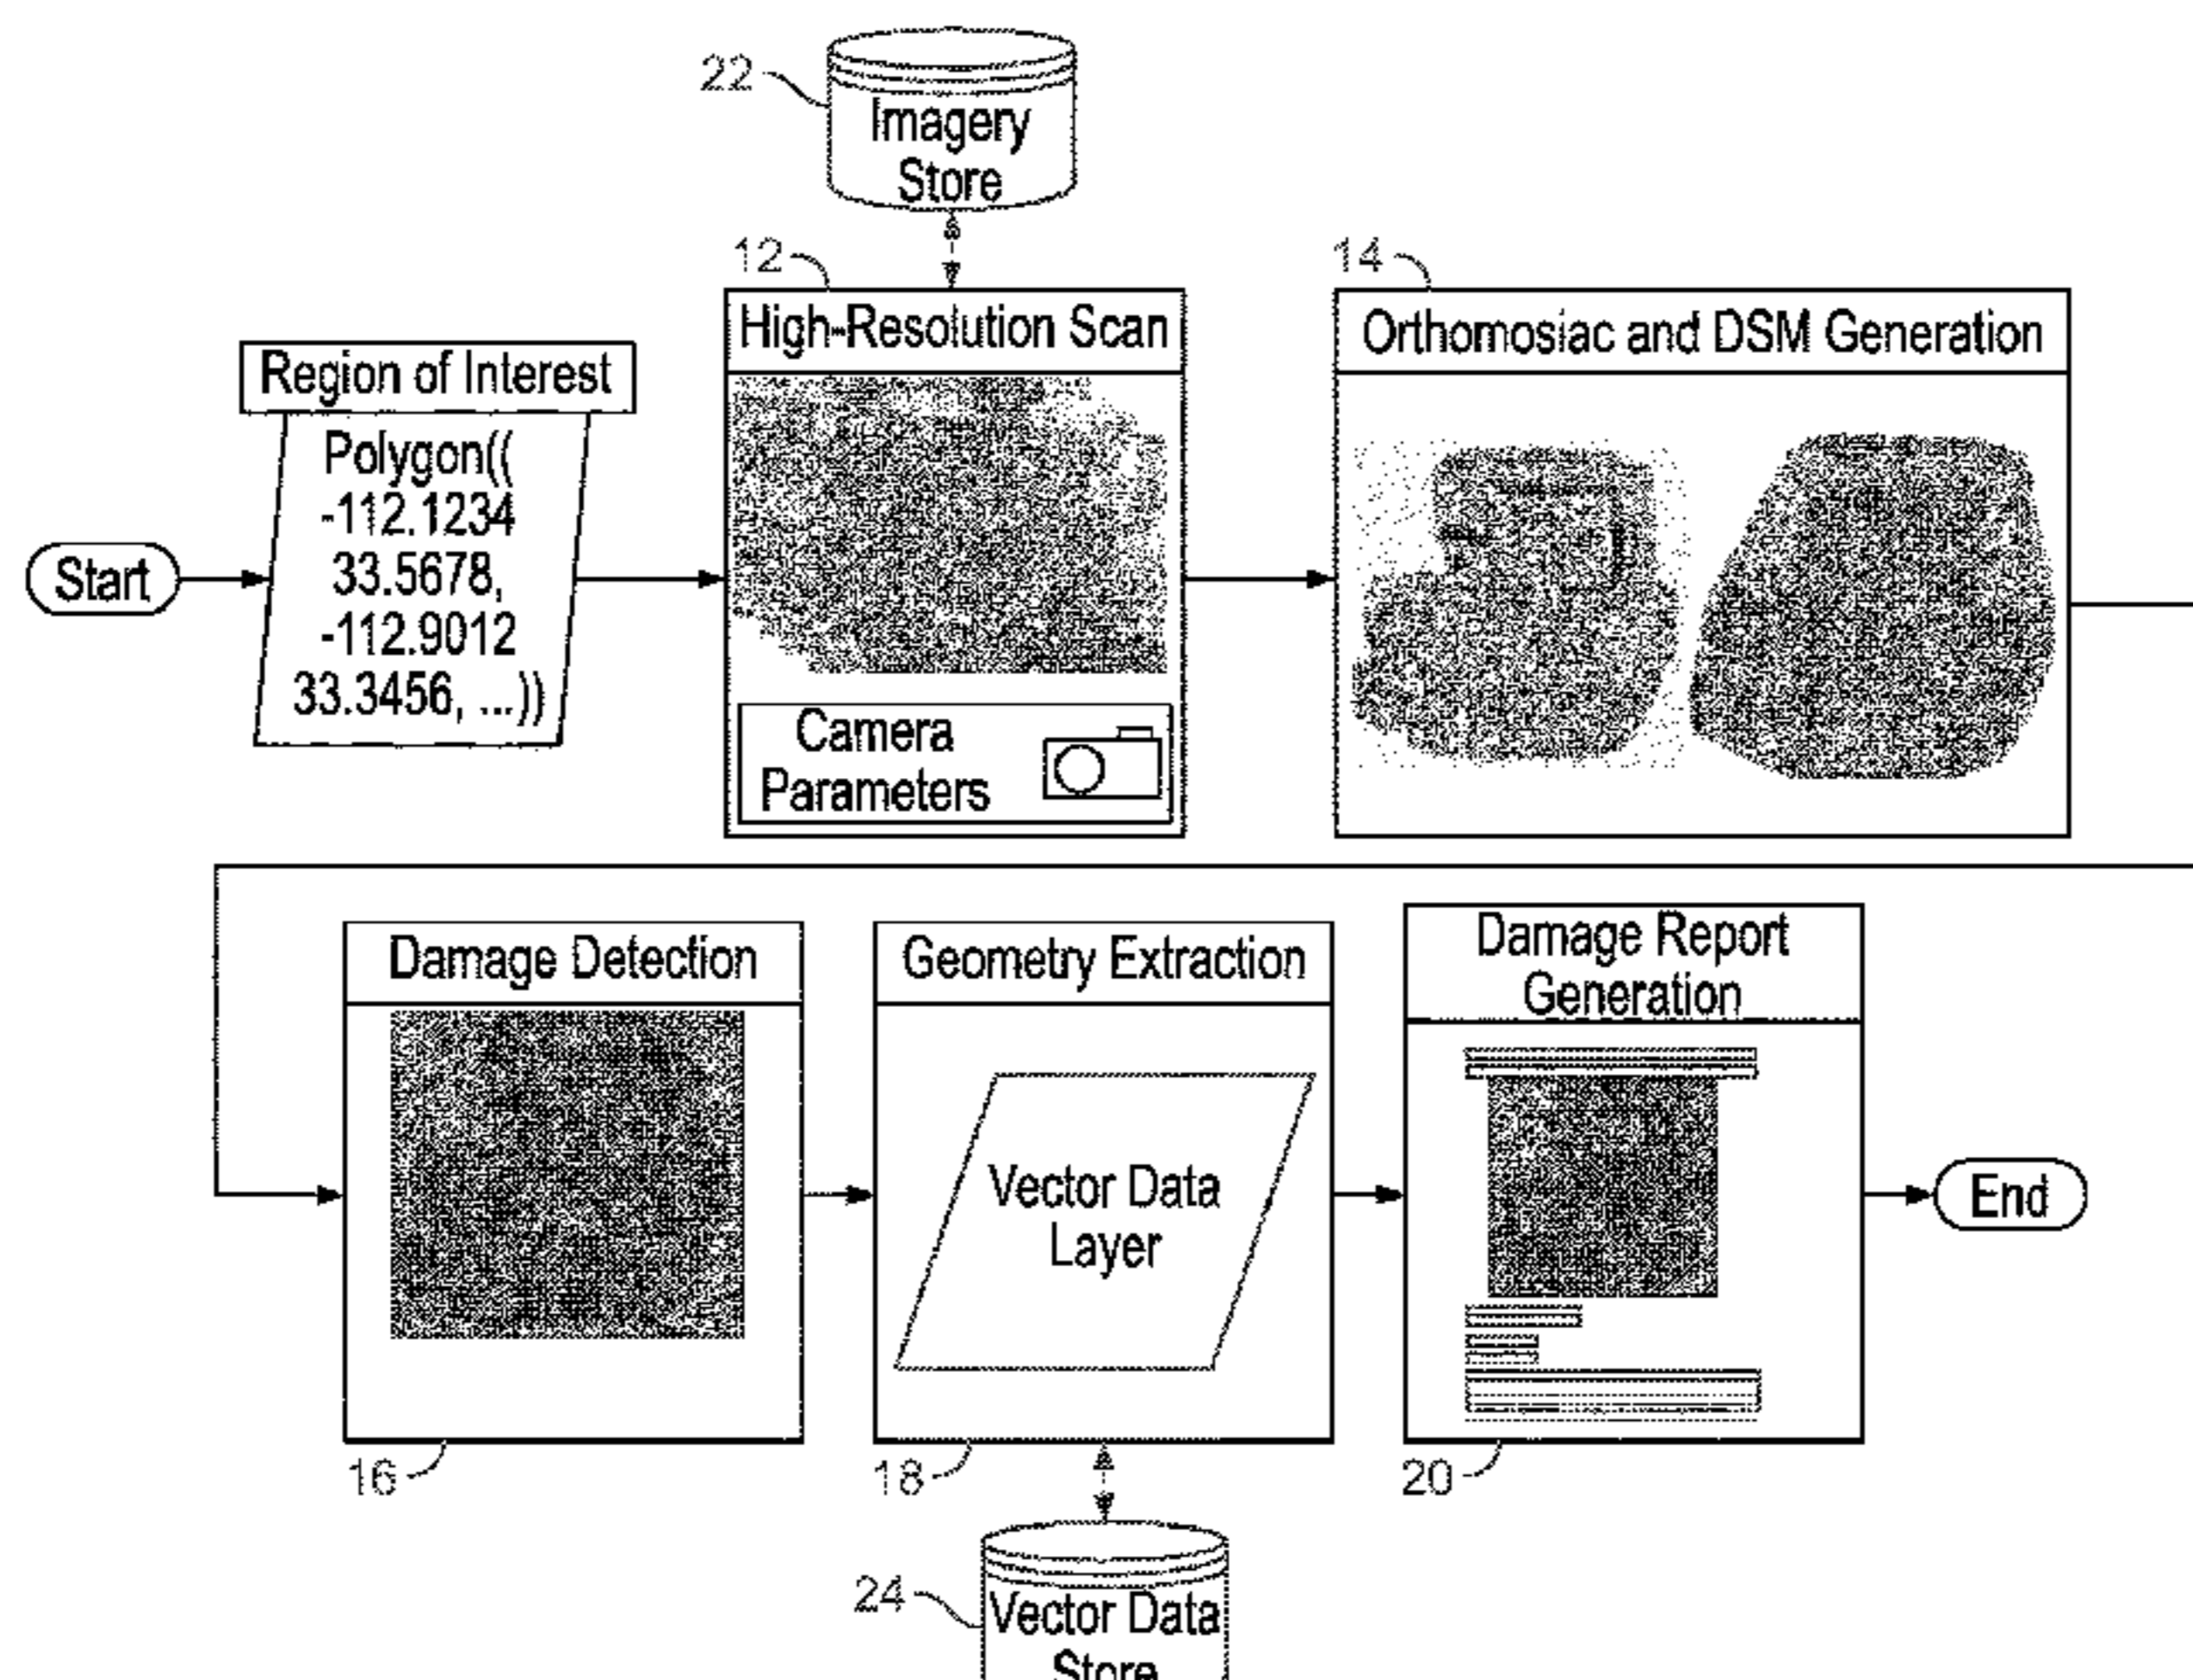 22
Imagery
Store
12
High-Resolution Scan
14
Orthomosiac and DSM Generation
Region of Interest
Polygon((
-112.1234
33.5678,
-112.9012
33.3456, ...))
Start
Camera
Parameters
Damage Detection
Geometry Extraction
Damage Report
Generation
Vector Data
Layer
End
16
18
20
24
Vector Data
Store